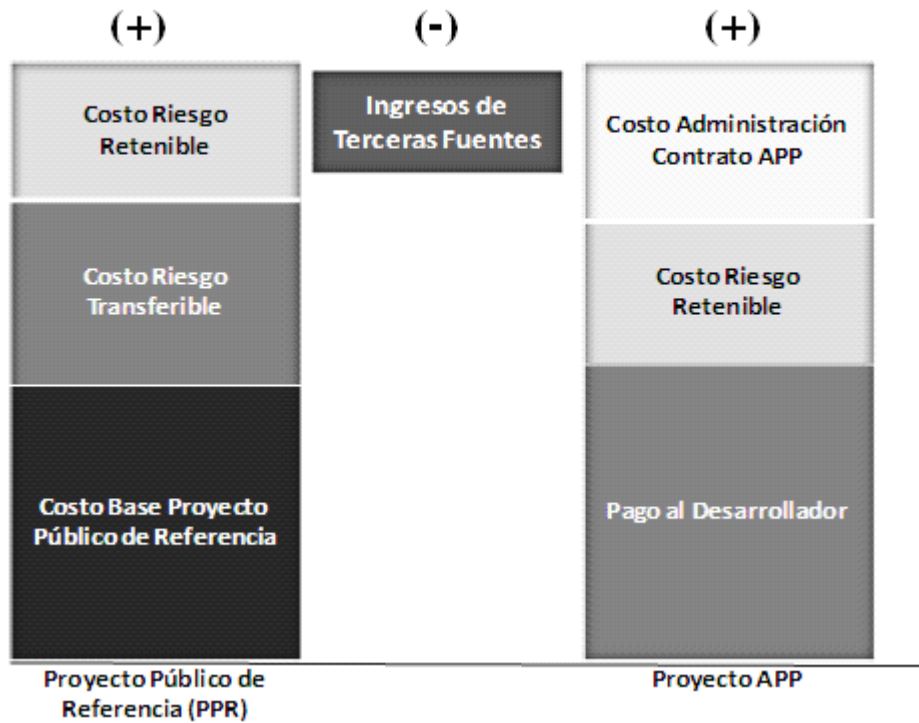 (+)
(-)
(+)
Costo Riesgo
Retenible
Costo Riesgo
Transferible
Costo Base Proyecto
Público de Referencia
Ingresos de
Terceras Fuentes
Costo Administración
Contrato APP
Costo Riesgo
Retenible
Pago al Desarrollador
Proyecto Público de
Referencia (PPR)
Proyecto APP